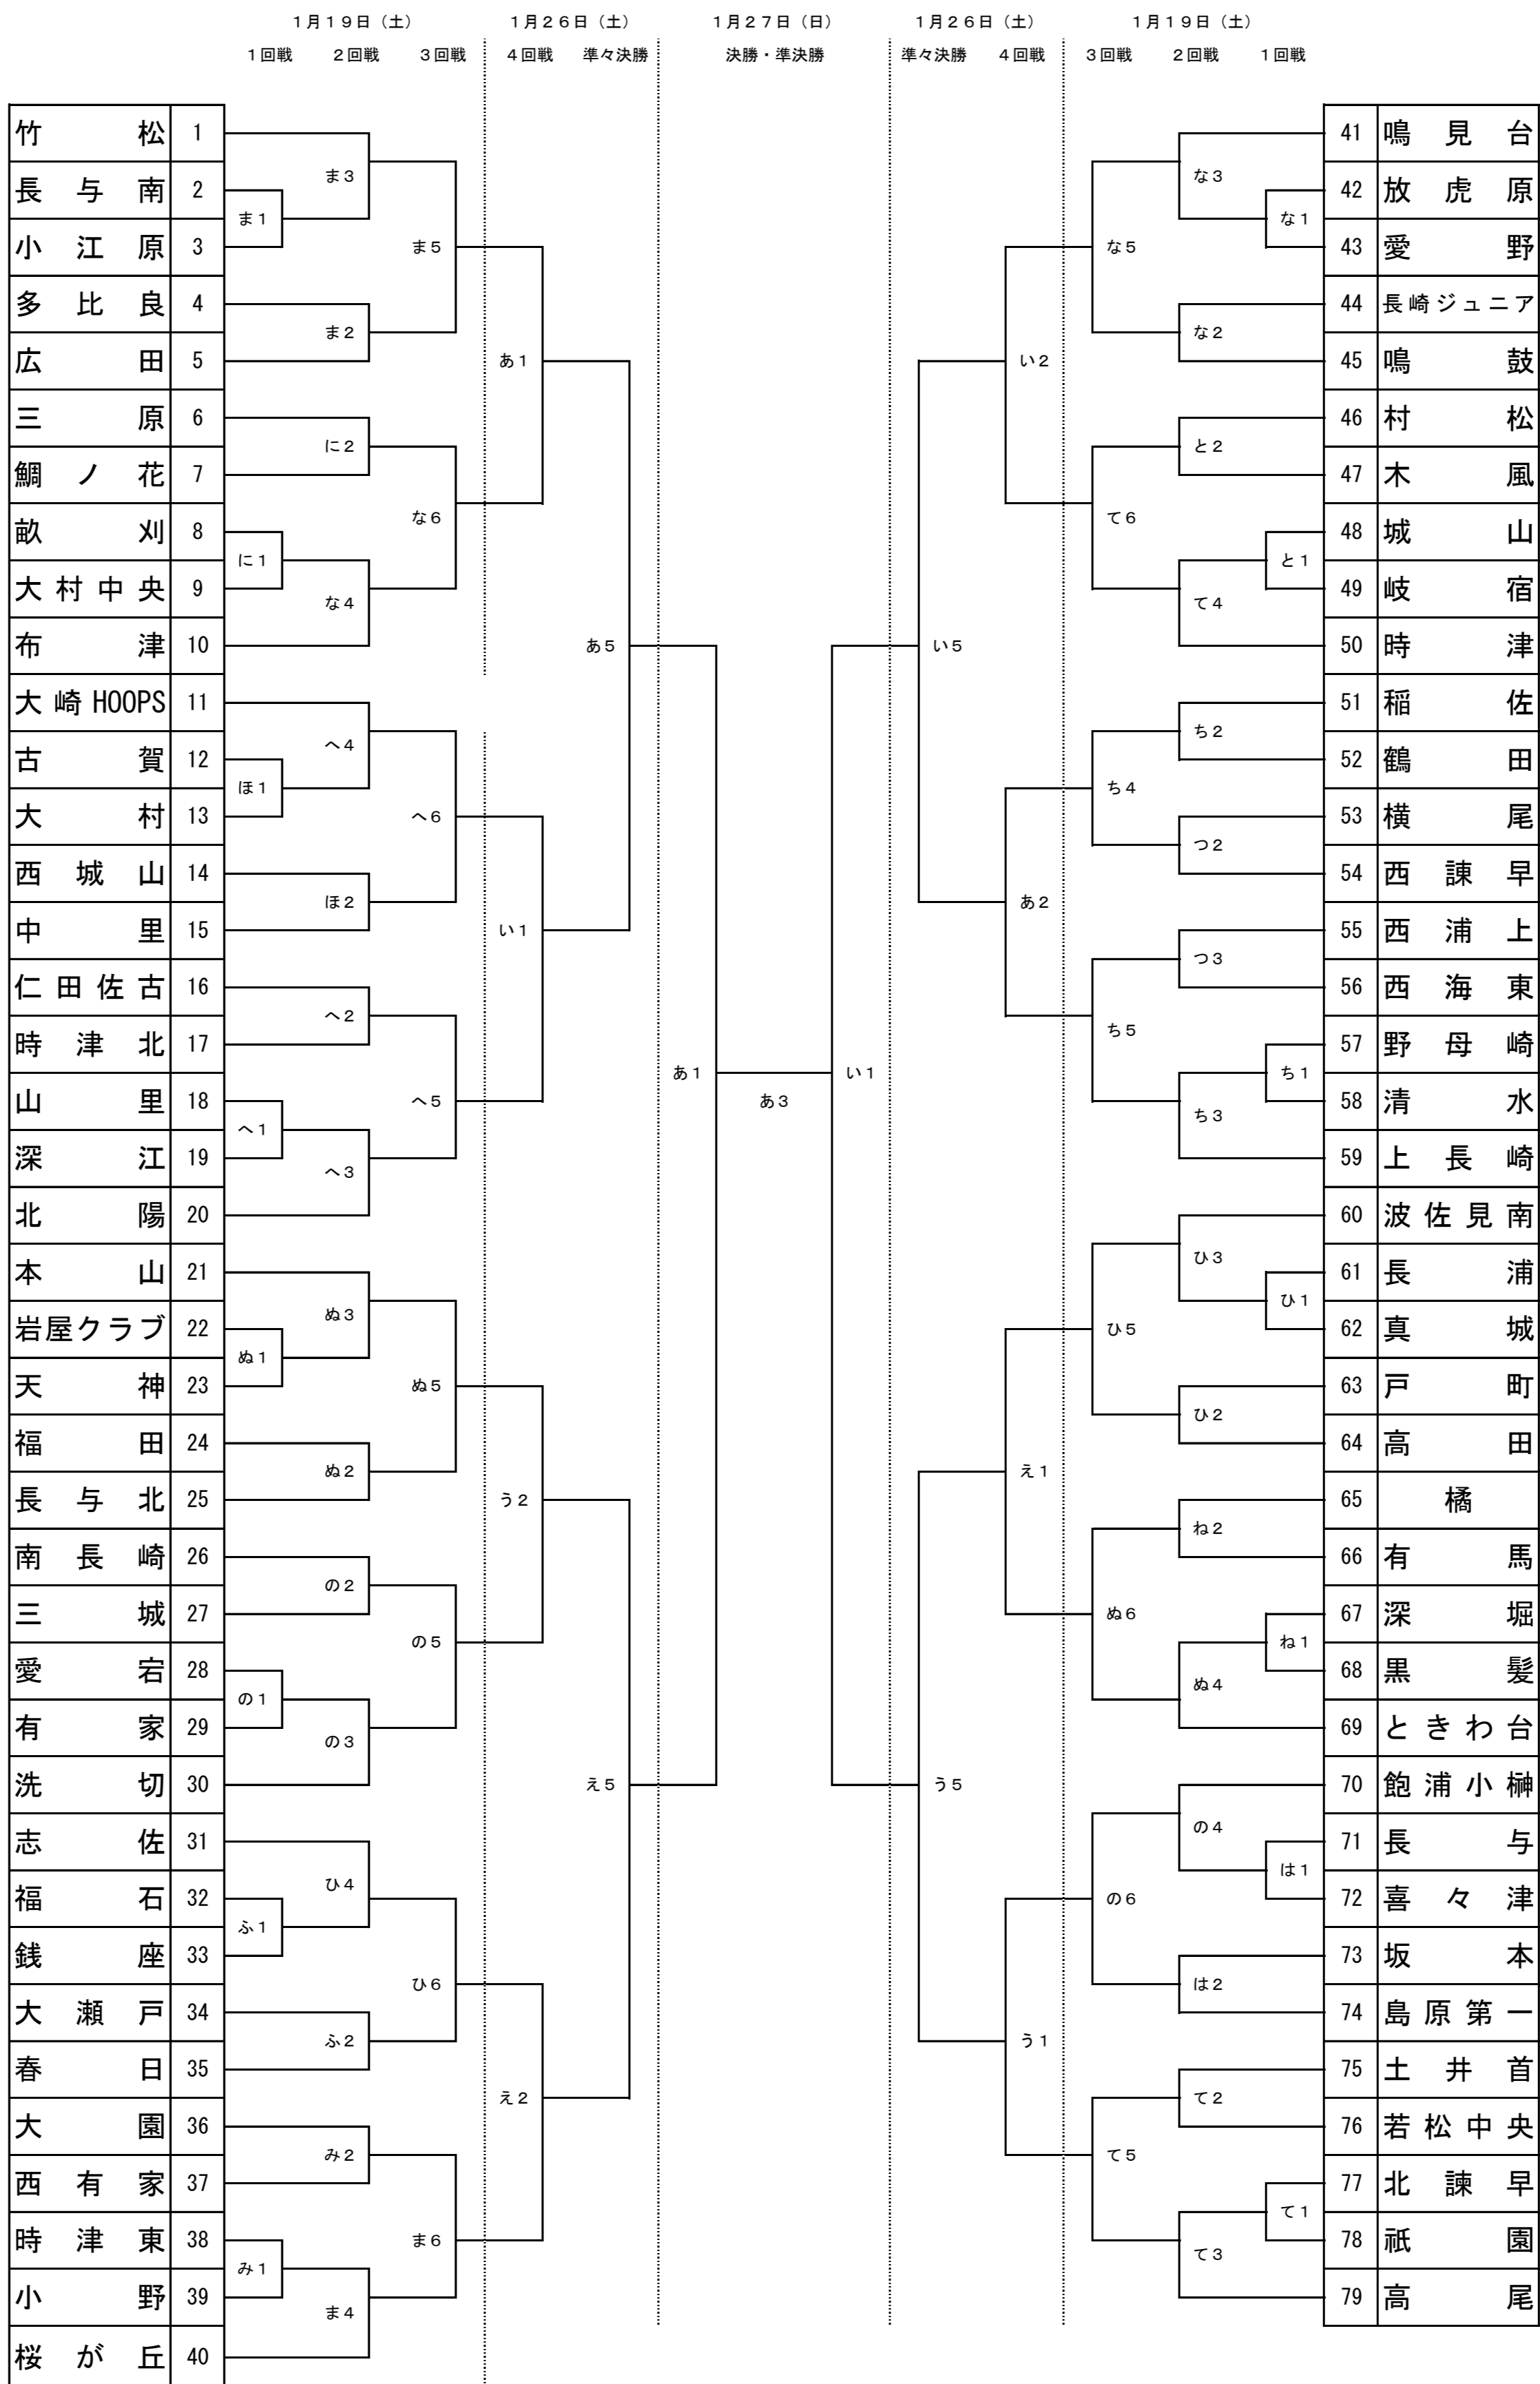 1月19日（土） 1月26日（土） 1月27日（日） 1月26日（土） 1月19日（土）
1回戦 2回戦 3回戦 4回戦 準々決勝 決勝・準決勝 準々決勝 4回戦 3回戦 2回戦 1回戦
竹松 1
長与南 2
小江原 3
多比良 4
広田 5
三原 6
鯛ノ花 7
畝刈 8
大村中央 9
布津 10
大崎HOOPS 11
古賀 12
大村 13
西城山 14
中里 15
仁田佐古 16
時津北 17
山里 18
深江 19
北陽 20
本山 21
岩屋クラブ 22
天神 23
福田 24
長与北 25
南長崎 26
三城 27
愛宕 28
有家 29
洗切 30
志佐 31
福石 32
銭座 33
大瀬戸 34
春日 35
大園 36
西有家 37
時津東 38
小野 39
桜が丘 40
ま1
に1
ほ1
へ1
ぬ1
の1
ふ1
み1
ま3
ま2
に2
な4
へ4
ほ2
へ2
へ3
ぬ3
ぬ2
の2
の3
ひ4
ふ2
み2
ま4
ま5
な6
へ6
へ5
ぬ5
の5
ひ6
ま6
あ1
い1
う2
え2
あ5
え5
あ1
あ3
い1
い5
う5
い2
あ2
え1
う1
な5
て6
ち4
ち5
ひ5
ぬ6
の6
て5
な3
な2
と2
て4
ち2
つ2
つ3
ち3
ひ3
ひ2
ね2
ぬ4
の4
は2
て2
て3
な1
と1
ち1
ひ1
ね1
は1
て1
41 鳴見台
42 放虎原
43 愛野
44 長崎ジュニア
45 鳴鼓
46 村松
47 木風
48 城山
49 岐宿
50 時津
51 稲佐
52 鶴田
53 横尾
54 西諌早
55 西浦上
56 西海東
57 野母崎
58 清水
59 上長崎
60 波佐見南
61 長浦
62 真城
63 戸町
64 高田
65 橘
66 有馬
67 深堀
68 黒髪
69 ときわ台
70 飽浦小榊
71 長与
72 喜々津
73 坂本
74 島原第一
75 土井首
76 若松中央
77 北諫早
78 祇園
79 高尾